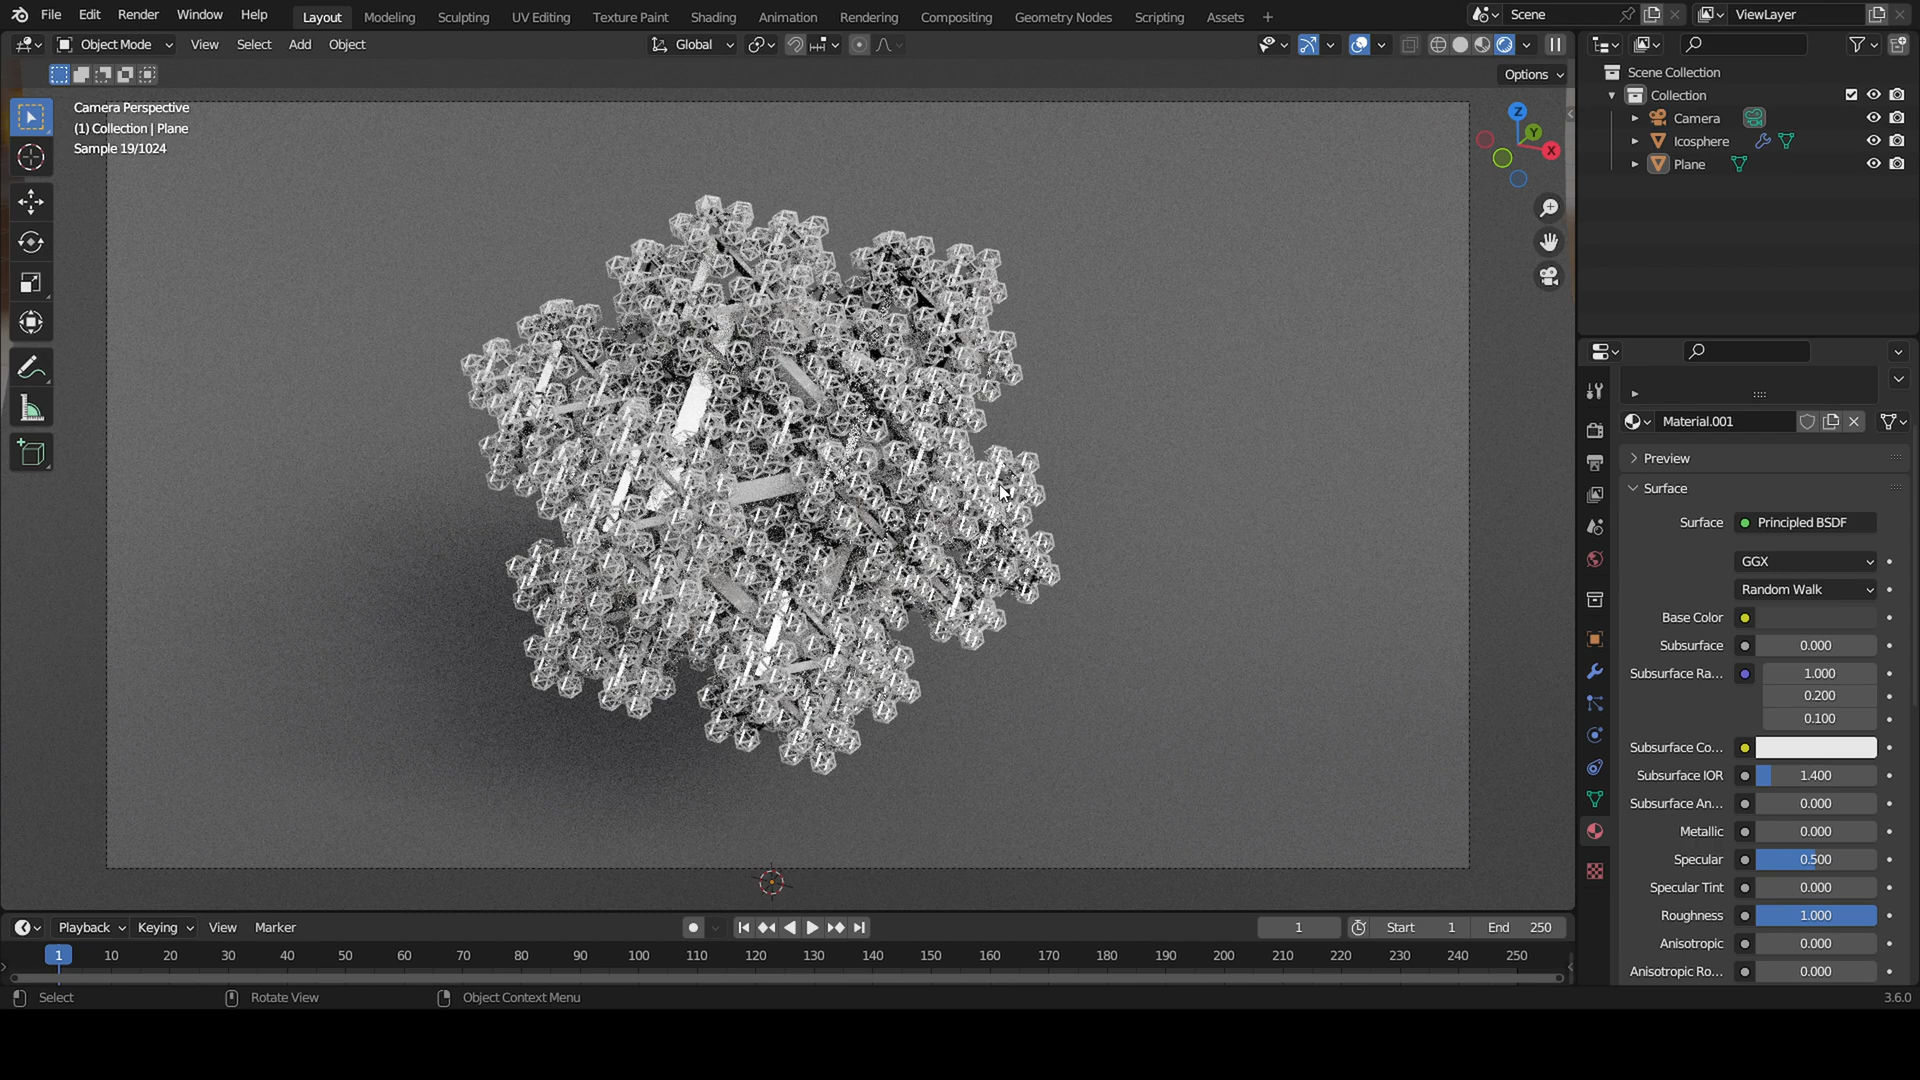 File Edit Render Window Help Layout Modeling Sculpting UV Editing Texture Paint Shading Animation Rendering Compositing Geometry Nodes Scripting Assets + Scene ViewLayer
Object Mode View Select Add Object Global
Options
Camera Perspective
(1) Collection | Plane
Sample 19/1024
Z
Y
X
Scene Collection
Collection
Camera
Icosphere
Plane
Material.001
Preview
Surface
Surface Principled BSDF
GGX
Random Walk
Base Color
Subsurface 0.000
Subsurface Ra... 1.000
0.200
0.100
Subsurface Co...
Subsurface IOR 1.400
Subsurface An... 0.000
Metallic 0.000
Specular 0.500
Specular Tint 0.000
Roughness 1.000
Anisotropic 0.000
Anisotropic Ro... 0.000
Playback Keying View Marker 1 Start 1 End 250
1 10 20 30 40 50 60 70 80 90 100 110 120 130 140 150 160 170 180 190 200 210 220 230 240 250
Select Rotate View Object Context Menu 3.6.0